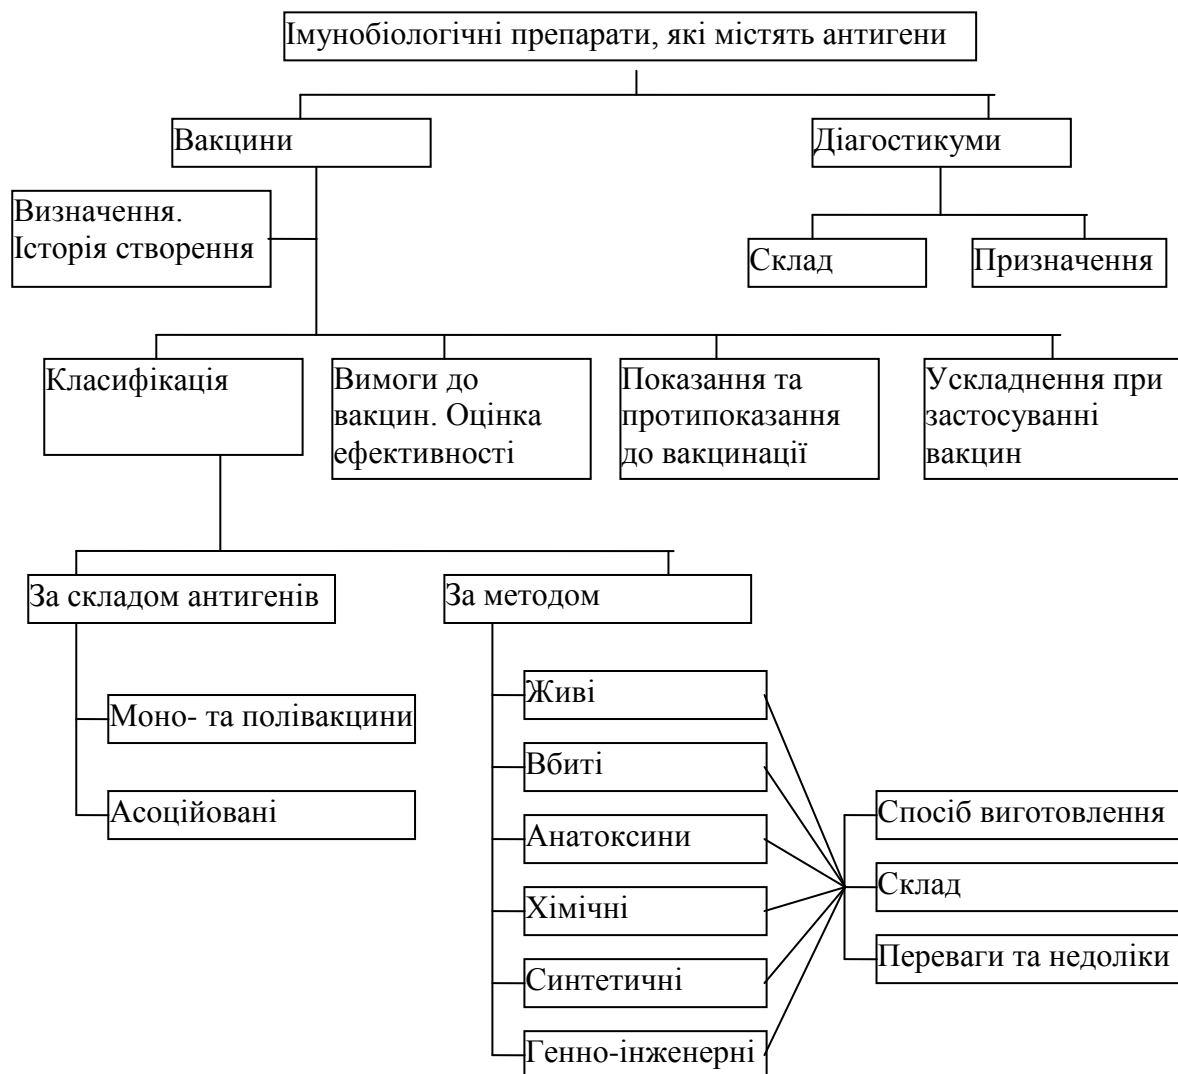 Імунобіологічні препарати, які містять антигени
Вакцини
Діагостикуми
Визначення.
Історія створення
Склад
Призначення
Класифікація
Вимоги до
вакцин. Оцінка
ефективності
Показання та
протипоказання
до вакцинації
Ускладнення при
застосуванні
вакцин
За складом антигенів
За методом
Моно- та полівакцини
Асоційовані
Живі
Вбиті
Анатоксини
Хімічні
Синтетичні
Генно-інженерні
Спосіб виготовлення
Склад
Переваги та недоліки